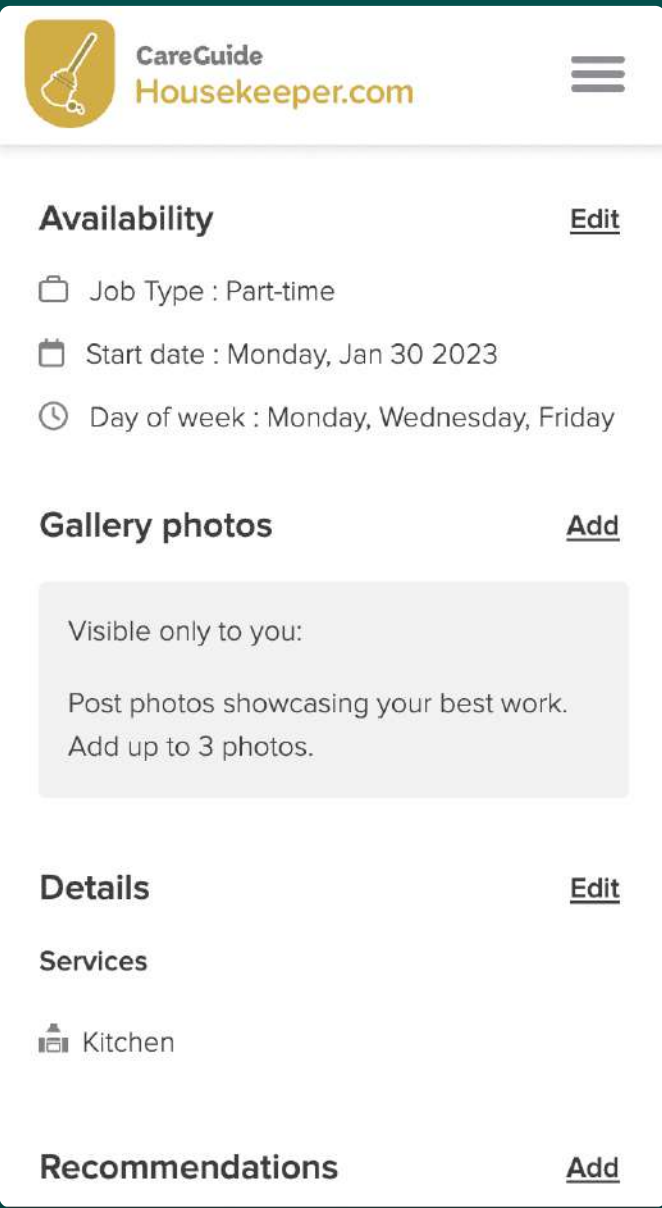 CareGuide
Housekeeper.com
Availability
Edit
Job Type : Part-time
Start date : Monday, Jan 30 2023
Day of week : Monday, Wednesday, Friday
Gallery photos
Add
Visible only to you:
Post photos showcasing your best work.
Add up to 3 photos.
Details
Edit
Services
Kitchen
Recommendations
Add